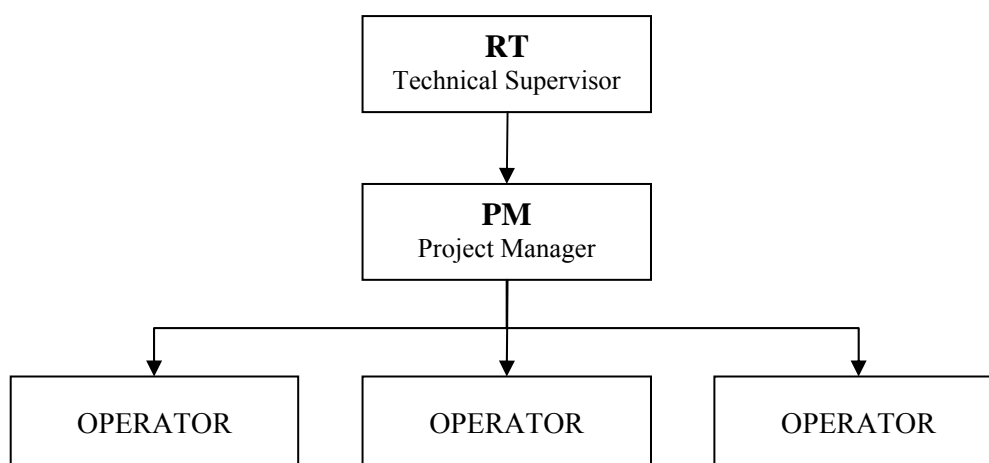 RT
Technical Supervisor
PM
Project Manager
OPERATOR
OPERATOR
OPERATOR